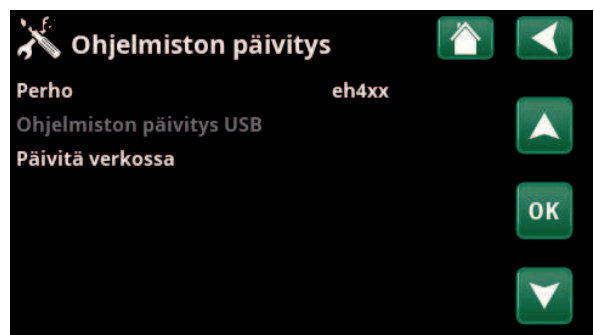 Ohjelmiston päivitys
Perho eh4xx
Ohjelmiston päivitys USB
Päivitä verkossa
OK